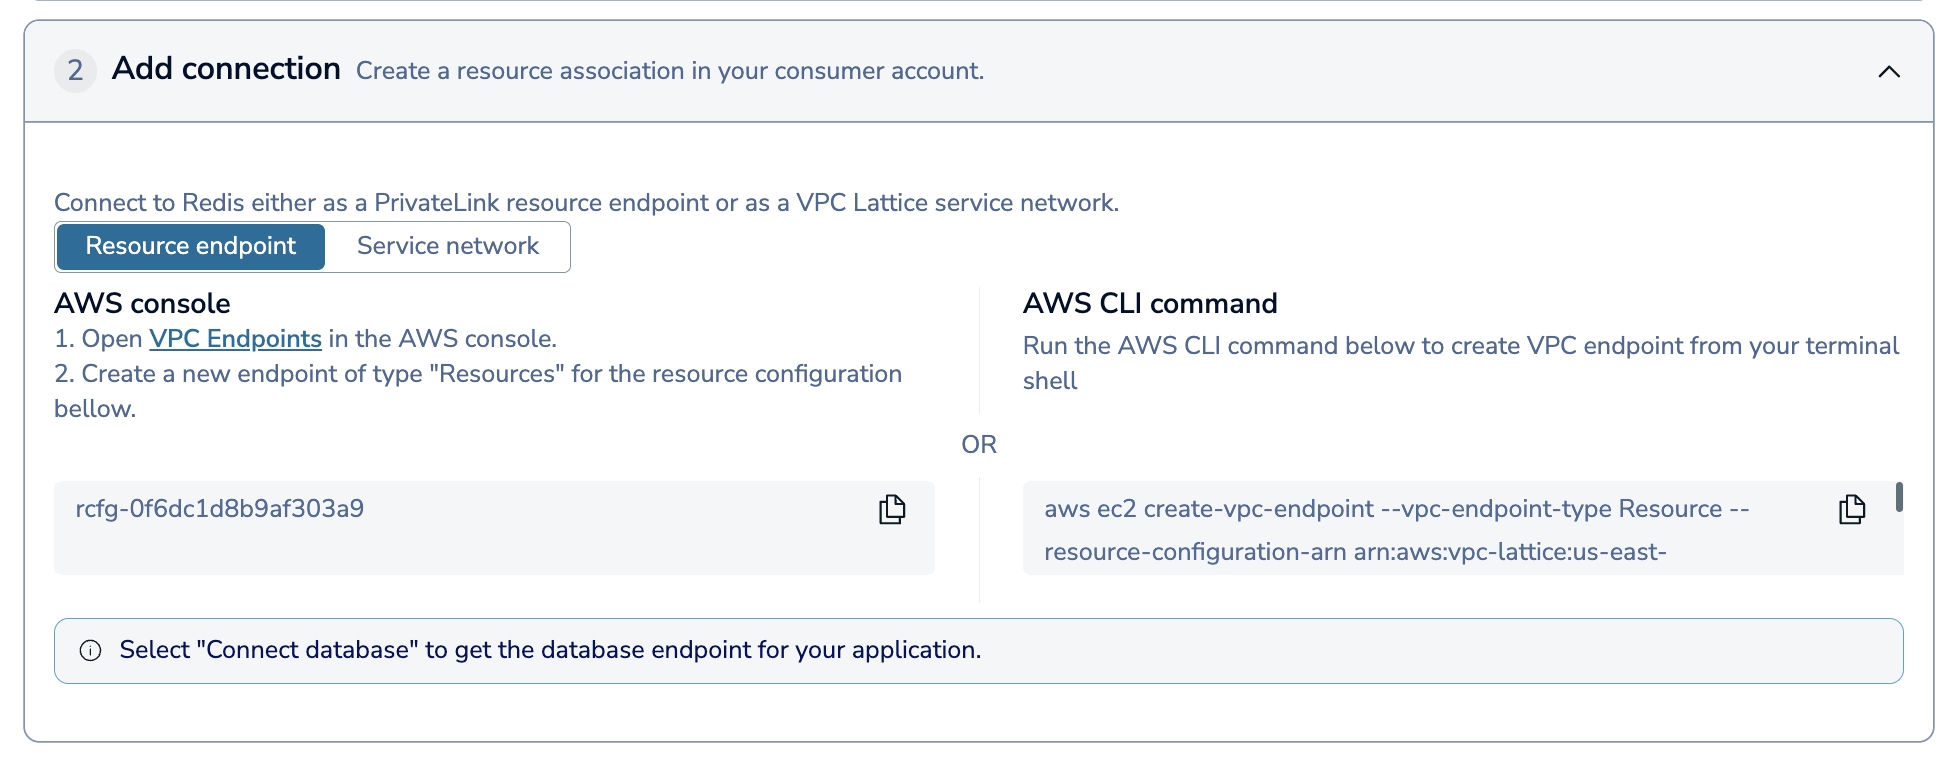 2 Add connection Create a resource association in your consumer account.
Connect to Redis either as a PrivateLink resource endpoint or as a VPC Lattice service network.
Resource endpoint Service network
AWS console
1. Open VPC Endpoints in the AWS console.
2. Create a new endpoint of type "Resources" for the resource configuration
bellow.
rcfg-0f6dc1d8b9af303a9
OR
AWS CLI command
Run the AWS CLI command below to create VPC endpoint from your terminal
shell
aws ec2 create-vpc-endpoint --vpc-endpoint-type Resource --
resource-configuration-arn arn:aws:vpc-lattice:us-east-
Select "Connect database" to get the database endpoint for your application.